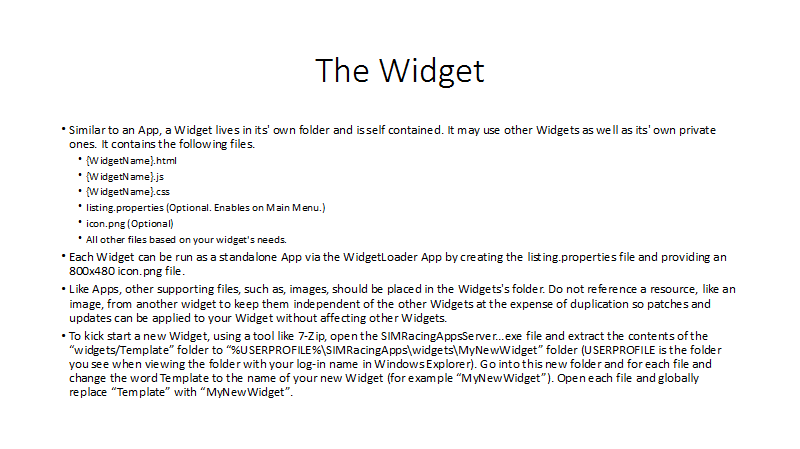 The Widget
• Similar to an App, a Widget lives in its' own folder and is self contained. It may use other Widgets as well as its' own private
ones. It contains the following files.
• {WidgetName}.html
• {WidgetName}.js
• {WidgetName}.css
• listing.properties (Optional. Enables on Main Menu.)
• icon.png (Optional)
• All other files based on your widget's needs.
• Each Widget can be run as a standalone App via the WidgetLoader App by creating the listing.properties file and providing an
800x480 icon.png file.
• Like Apps, other supporting files, such as, images, should be placed in the Widgets's folder. Do not reference a resource, like an
image, from another widget to keep them independent of the other Widgets at the expense of duplication so patches and
updates can be applied to your Widget without affecting other Widgets.
• To kick start a new Widget, using a tool like 7-Zip, open the SIMRacingAppsServer...exe file and extract the contents of the
“widgets/Template” folder to “%USERPROFILE%\SIMRacingApps\widgets\MyNewWidget” folder (USERPROFILE is the folder
you see when viewing the folder with your log-in name in Windows Explorer). Go into this new folder and for each file and
change the word Template to the name of your new Widget (for example “MyNewWidget”). Open each file and globally
replace “Template” with “MyNewWidget”.